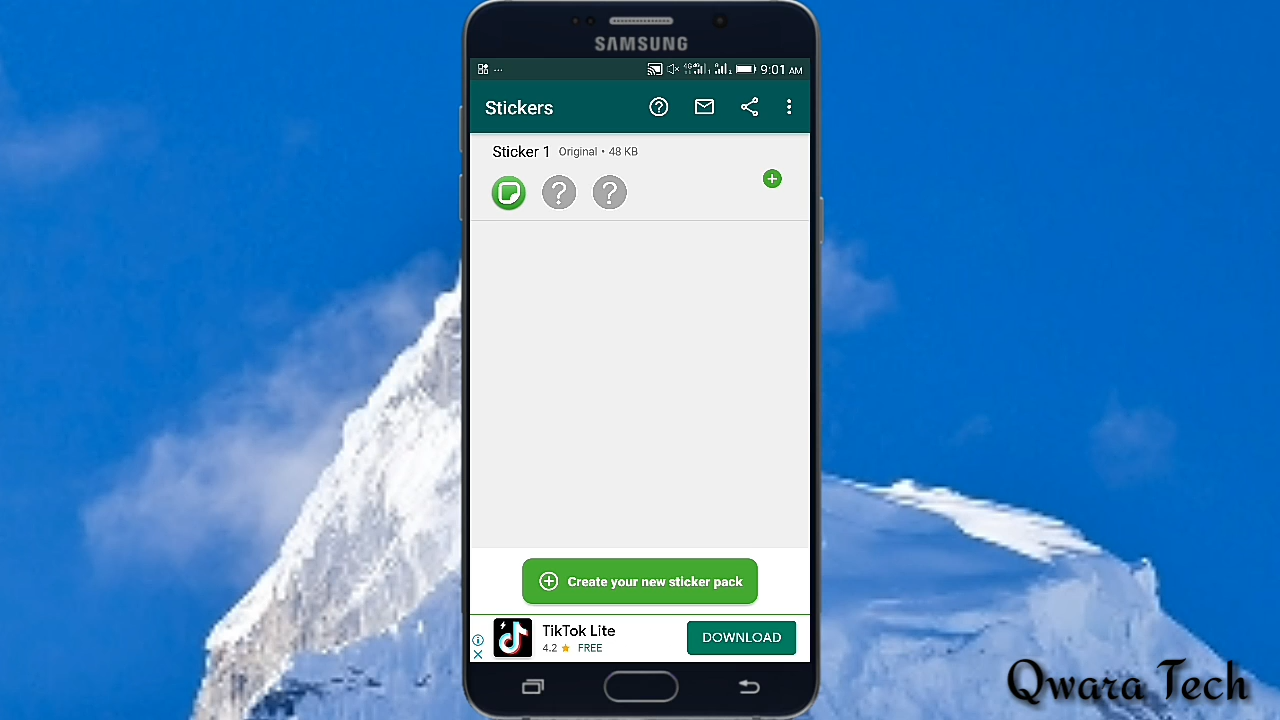 SAMSUNG
9:01 AM
Stickers
Sticker 1 Original • 48 KB
Create your new sticker pack
TikTok Lite
4.2 FREE
DOWNLOAD
Qwara Tech